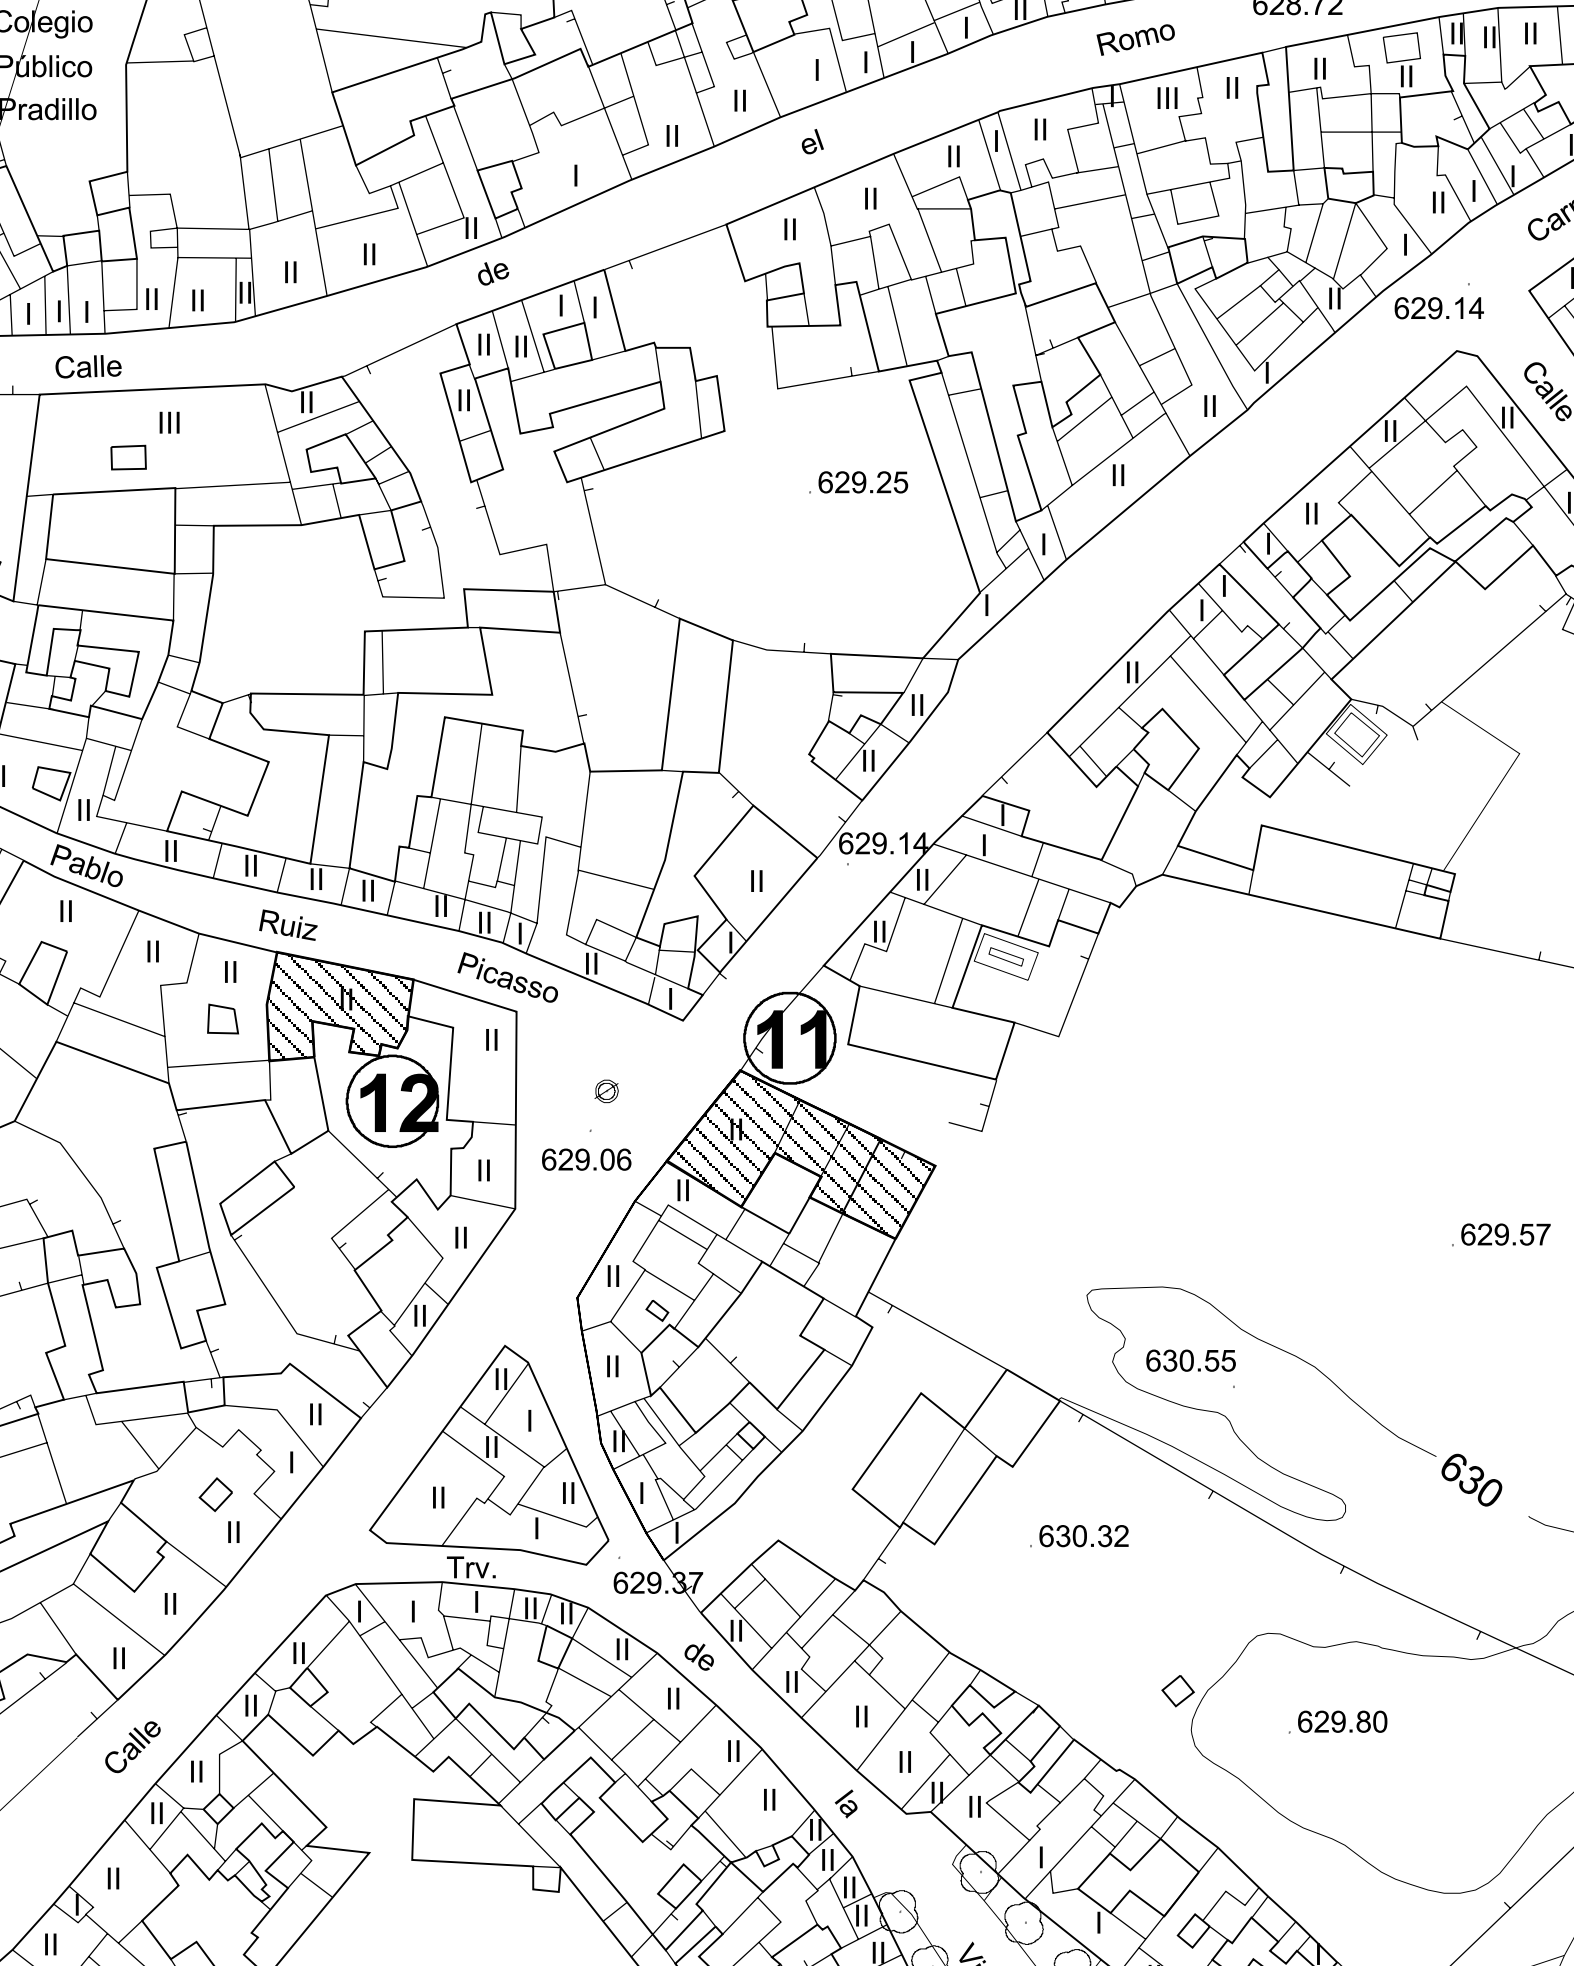 Colegio
628.72
Romo
Público
Pradillo
el
de
Calle
629.14
Calle
629.25
629.14
Pablo
Ruiz
Picasso
11
12
629.06
629.57
630.55
630
630.32
Trv.
629.37
de
629.80
Calle
la